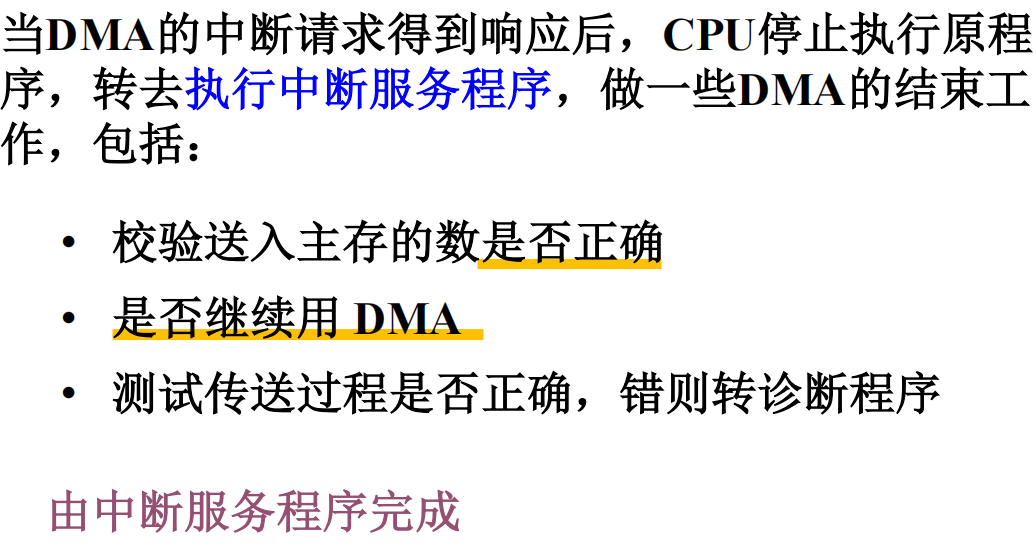 当DMA的中断请求得到响应后，CPU停止执行原程
序，转去执行中断服务程序，做一些DMA的结束工
作，包括：
• 校验送入主存的数是否正确
• 是否继续用 DMA
• 测试传送过程是否正确，错则转诊断程序
由中断服务程序完成